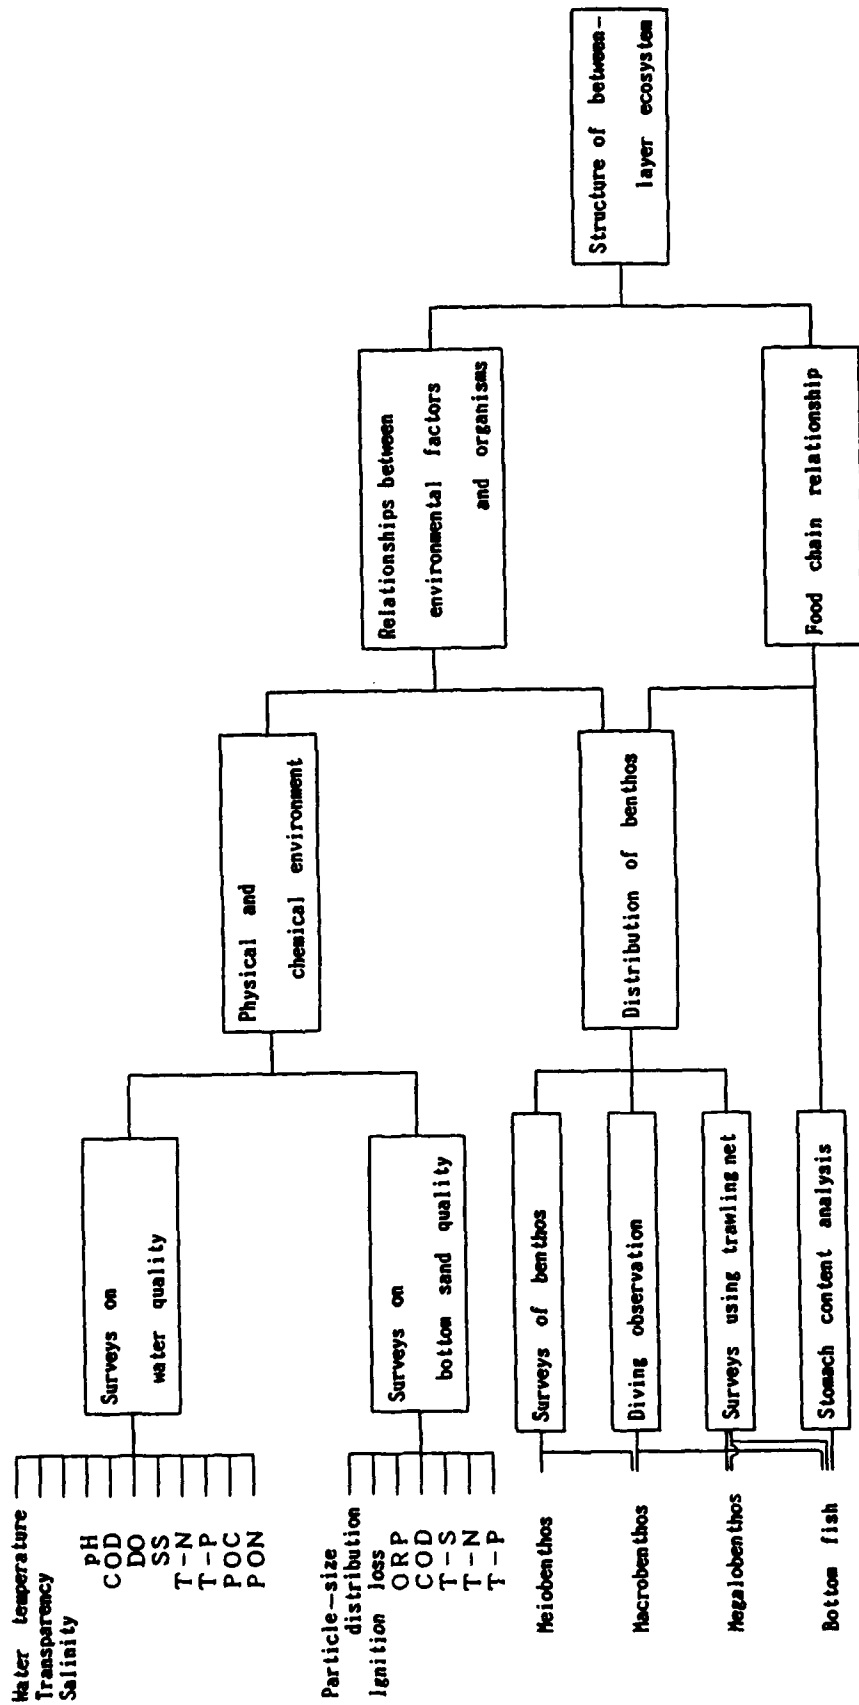 Water temperature
Transparency
Salinity
pH
COD
DO
SS
T-N
T-P
POC
PON
Surveys on
water quality
Particle-size
distribution
Ignition loss
ORP
COD
T-S
T-N
T-P
Surveys on
bottom sand quality
Physical and
chemical environment
Meiobenthos
Macrobenthos
Megalobenthos
Bottom fish
Surveys of benthos
Diving observation
Surveys using trawling net
Stomach content analysis
Distribution of benthos
Relationships between
environmental factors
and organisms
Food chain relationship
Structure of between-
layer ecosystem